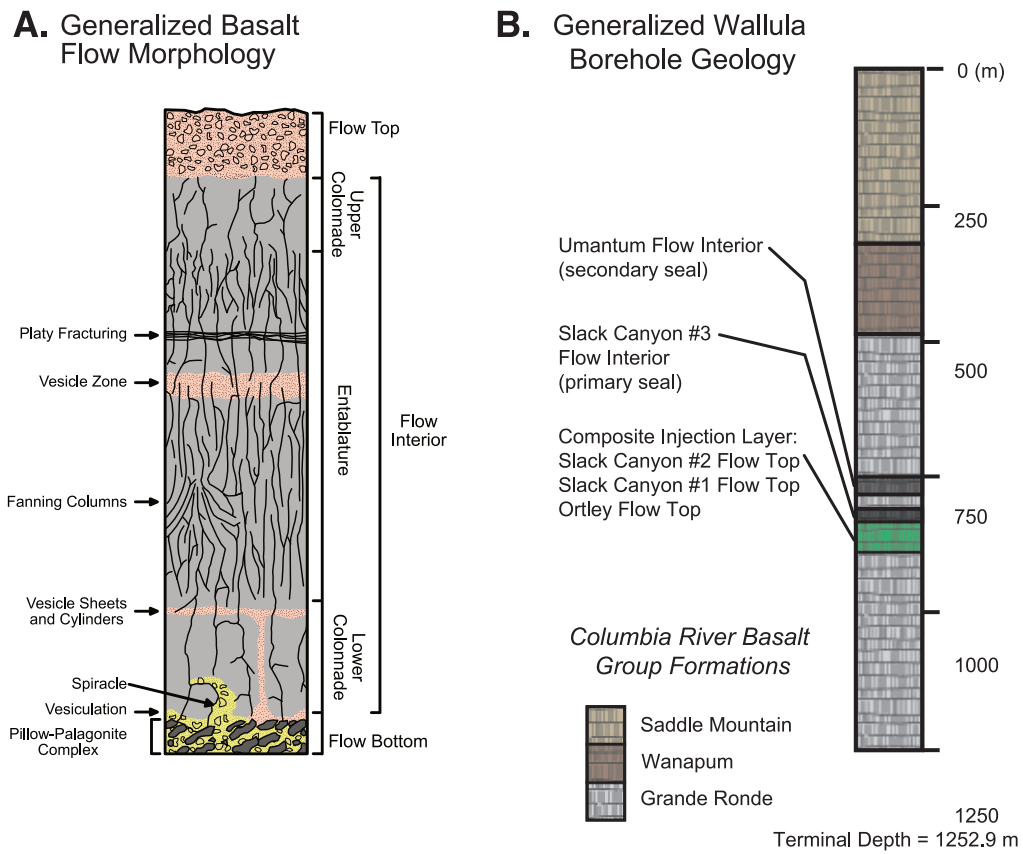 A. Generalized Basalt
Flow Morphology
Flow Top
Upper
Colonnade
Platy Fracturing
Vesicle Zone
Entablature
Flow
Interior
Fanning Columns
Vesicle Sheets
and Cylinders
Lower
Colonnade
Spiracle
Vesiculation
Pillow-Palagonite
Complex
Flow Bottom
B. Generalized Wallula
Borehole Geology
0 (m)
250
Umantum Flow Interior
(secondary seal)
Slack Canyon #3
Flow Interior
(primary seal)
500
Composite Injection Layer:
Slack Canyon #2 Flow Top
Slack Canyon #1 Flow Top
Ortley Flow Top
750
Columbia River Basalt
Group Formations
1000
Saddle Mountain
Wanapum
Grande Ronde
1250
Terminal Depth = 1252.9 m